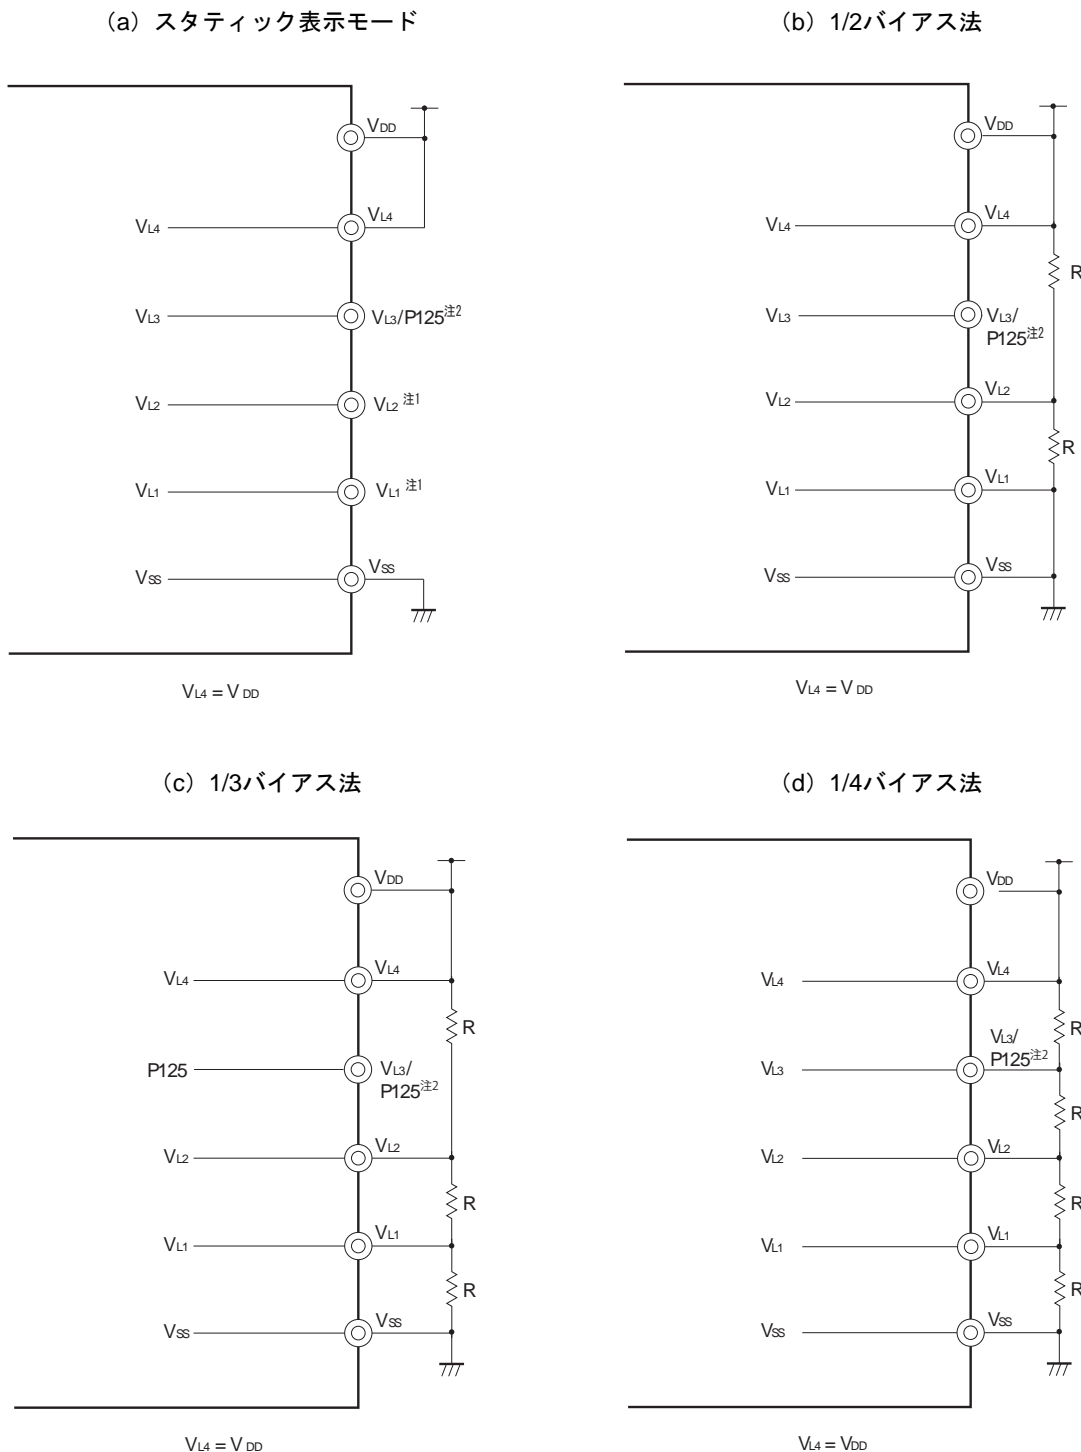 (a) スタティック表示モード
VDD
VL4
VL4
VL3
VL3/P125注2
VL2
VL2 注1
VL1
VL1 注1
VSS
VSS
VL4 = VDD
(b) 1/2バイアス法
VDD
VL4
VL4
R
VL3
VL3/
P125注2
VL2
VL2
R
VL1
VL1
VSS
VSS
VL4 = VDD
(c) 1/3バイアス法
VDD
VL4
VL4
R
P125
VL3/
P125注2
VL2
VL2
R
VL1
VL1
R
VSS
VSS
VL4 = VDD
(d) 1/4バイアス法
VDD
VL4
VL4
R
VL3/
P125注2
VL3
R
VL2
VL2
R
VL1
VL1
R
VSS
VSS
VL4 = VDD